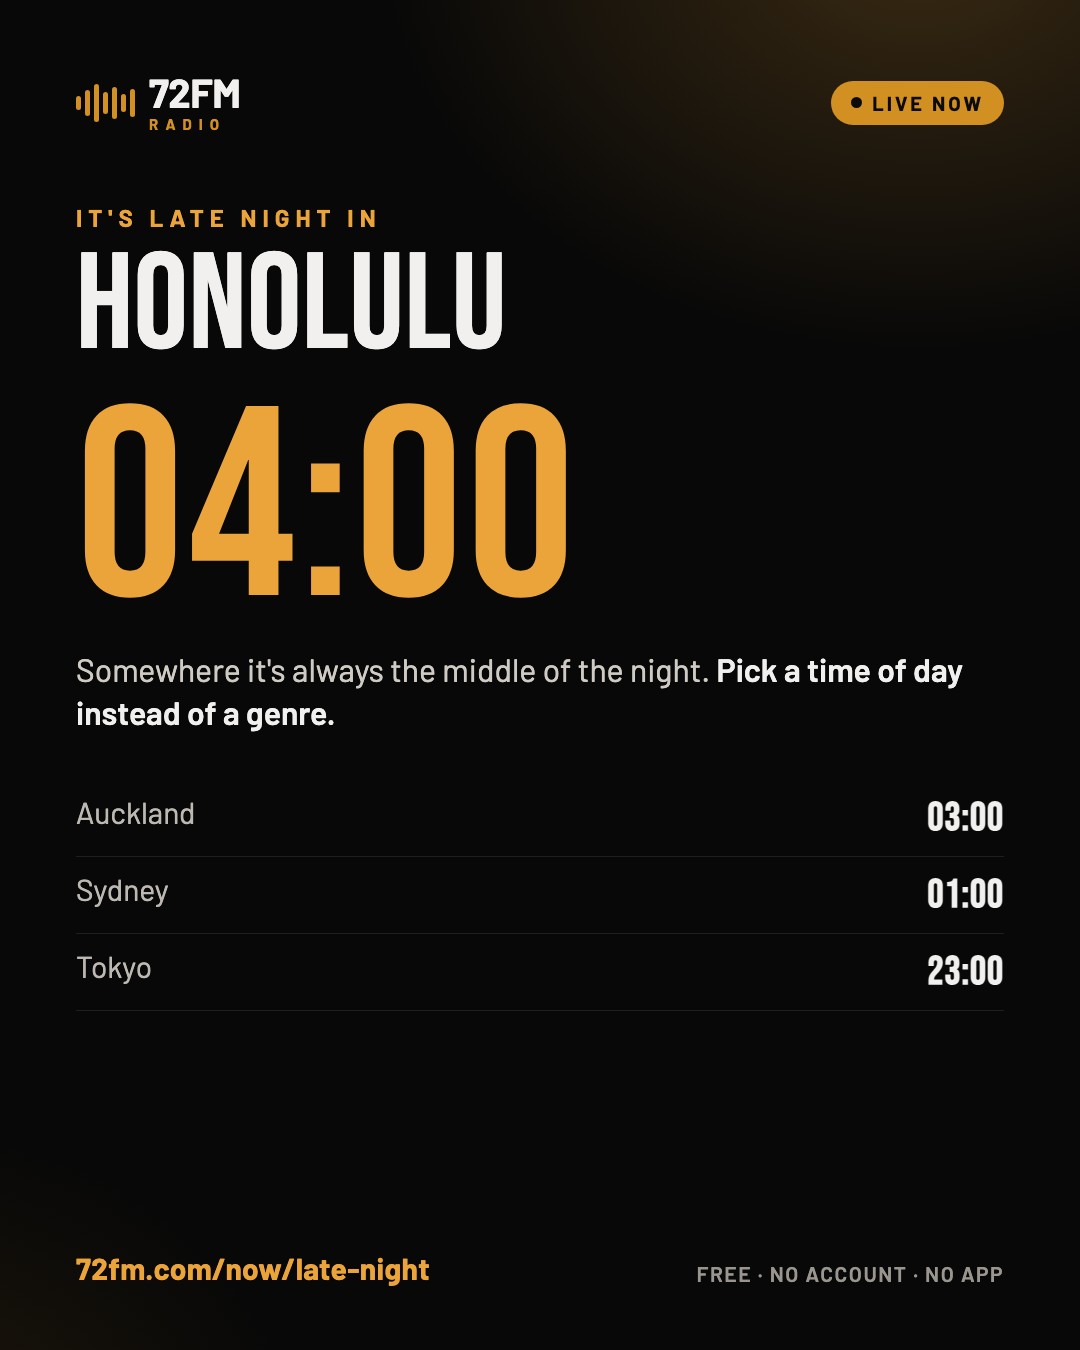 72FM
RADIO
LIVE NOW
IT'S LATE NIGHT IN
HONOLULU
04:00
Somewhere it's always the middle of the night. Pick a time of day
instead of a genre.
Auckland 03:00
Sydney 01:00
Tokyo 23:00
72fm.com/now/late-night
FREE · NO ACCOUNT · NO APP